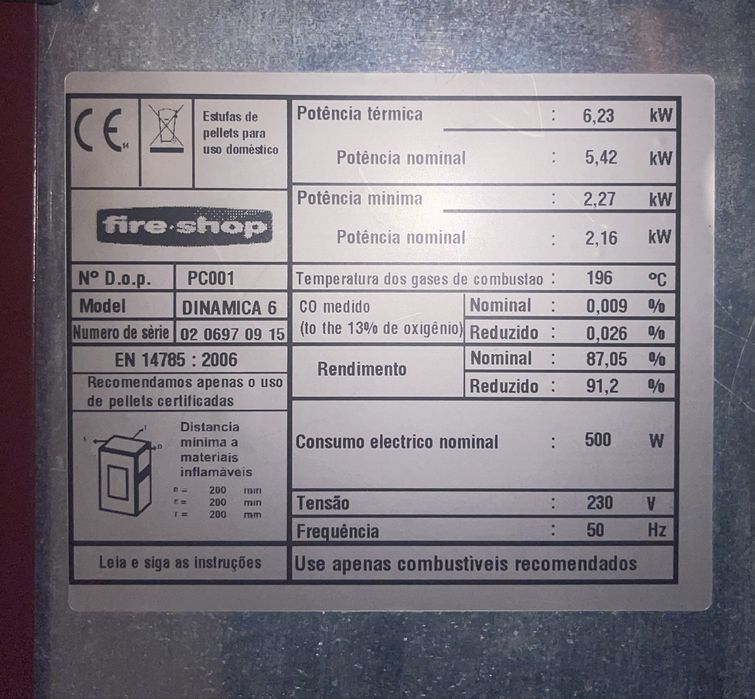 CE
Estufas de
pellets para
uso doméstico
fire·shop
Nº D.o.p. PC001
Model DINAMICA 6
Numero de série 02 0697 09 15
EN 14785 : 2006
Recomendamos apenas o uso
de pellets certificadas
Distancia
minima a
materiais
inflamáveis
= 200 mm
= 200 mm
= 200 mm
Leia e siga as instruções
Potência térmica : 6,23 kW
Potência nominal : 5,42 kW
Potência minima : 2,27 kW
Potência nominal : 2,16 kW
Temperatura dos gases de combustao : 196 ºC
CO medido
(to the 13% de oxigênio)
Nominal : 0,009 %
Reduzido : 0,026 %
Rendimento
Nominal : 87,05 %
Reduzido : 91,2 %
Consumo electrico nominal : 500 W
Tensão : 230 V
Frequência : 50 Hz
Use apenas combustìveis recomendados